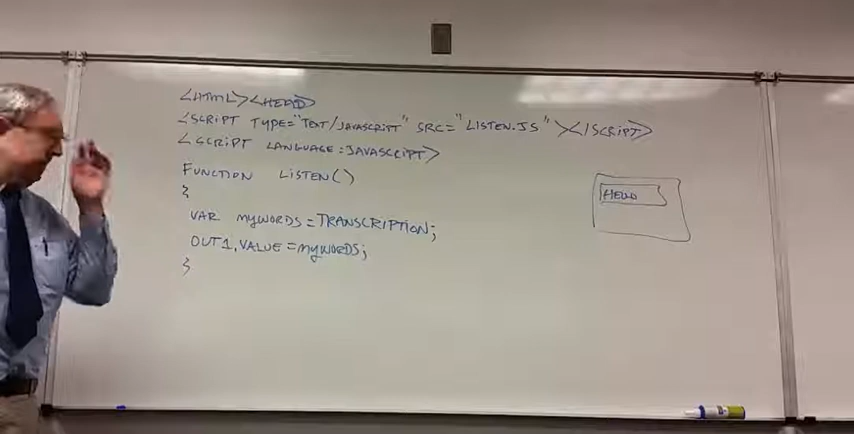 <HTML><HEAD>
<SCRIPT TYPE="TEXT/JAVASCRIPT" SRC="LISTEN.JS"></SCRIPT>
<SCRIPT LANGUAGE=JAVASCRIPT>
FUNCTION LISTEN()
{
VAR MYWORDS=TRANSCRIPTION;
OUT1.VALUE=MYWORDS;
}
HELLO